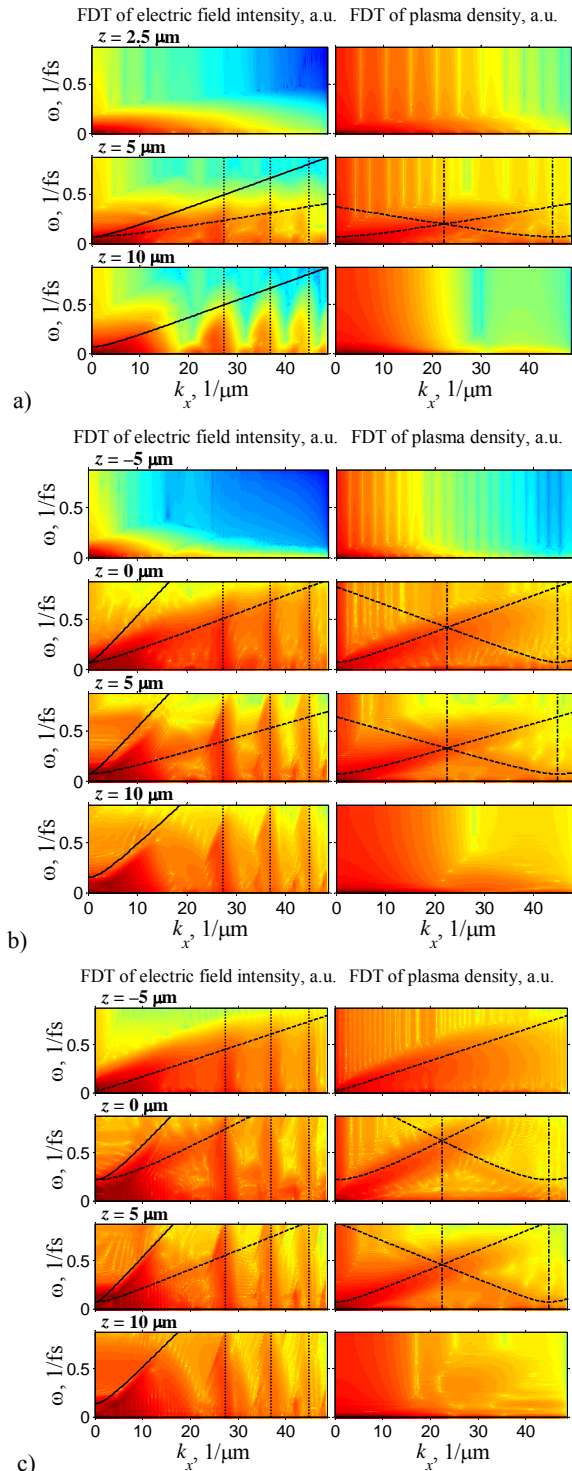 FDT of electric field intensity, a.u. FDT of plasma density, a.u.
z = 2.5 μm
ω, 1/fs 0.5 0
z = 5 μm
ω, 1/fs 0.5 0
z = 10 μm
ω, 1/fs 0.5 0
0 10 20 30 40 0 10 20 30 40
k_x, 1/μm k_x, 1/μm
a)
FDT of electric field intensity, a.u. FDT of plasma density, a.u.
z = –5 μm
ω, 1/fs 0.5 0
z = 0 μm
ω, 1/fs 0.5 0
z = 5 μm
ω, 1/fs 0.5 0
z = 10 μm
ω, 1/fs 0.5 0
0 10 20 30 40 0 10 20 30 40
k_x, 1/μm k_x, 1/μm
b)
FDT of electric field intensity, a.u. FDT of plasma density, a.u.
z = –5 μm
ω, 1/fs 0.5 0
z = 0 μm
ω, 1/fs 0.5 0
z = 5 μm
ω, 1/fs 0.5 0
z = 10 μm
ω, 1/fs 0.5 0
0 10 20 30 40 0 10 20 30 40
k_x, 1/μm k_x, 1/μm
c)